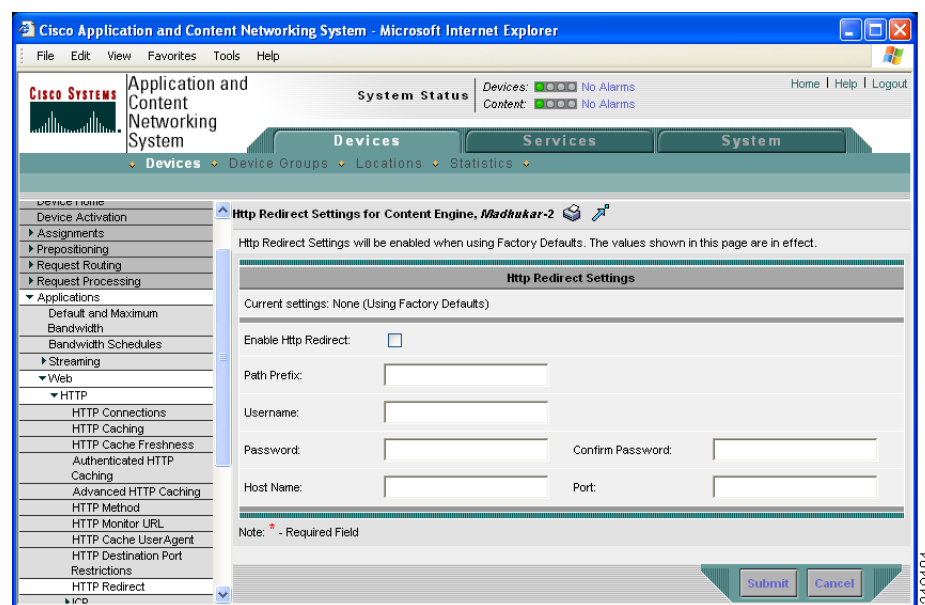 Cisco Application and Content Networking System - Microsoft Internet Explorer
File Edit View Favorites Tools Help
CISCO SYSTEMS
Application and
Content
Networking
System
System Status
Devices: No Alarms
Content: No Alarms
Home | Help | Logout
Devices Services System
Devices Device Groups Locations Statistics
Device Home
Device Activation
Assignments
Prepositioning
Request Routing
Request Processing
Applications
Default and Maximum
Bandwidth
Bandwidth Schedules
Streaming
Web
HTTP
HTTP Connections
HTTP Caching
HTTP Cache Freshness
Authenticated HTTP
Caching
Advanced HTTP Caching
HTTP Method
HTTP Monitor URL
HTTP Cache UserAgent
HTTP Destination Port
Restrictions
HTTP Redirect
ICP
Http Redirect Settings for Content Engine, Madhukar-2
Http Redirect Settings will be enabled when using Factory Defaults. The values shown in this page are in effect.
Http Redirect Settings
Current settings: None (Using Factory Defaults)
Enable Http Redirect:
Path Prefix:
Username:
Password: Confirm Password:
Host Name: Port:
Note: * - Required Field
Submit Cancel